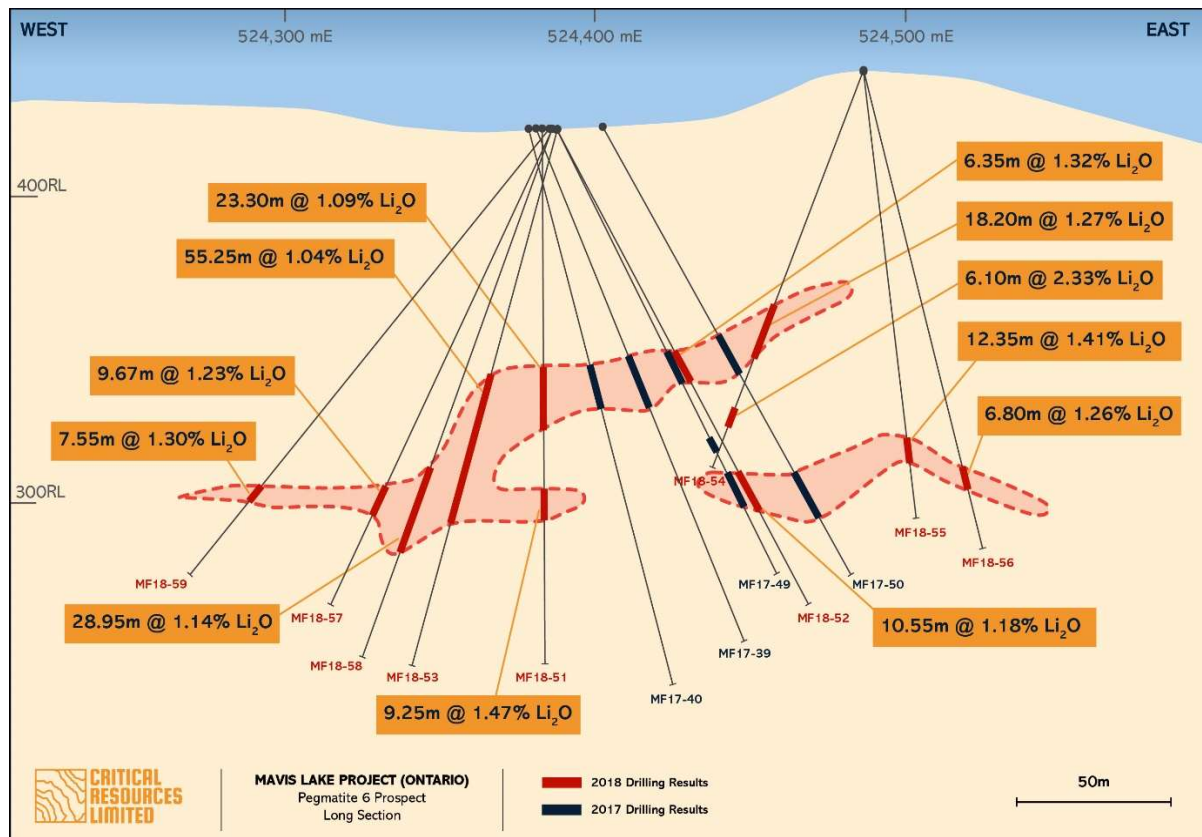 WEST
524,300 mE
524,400 mE
524,500 mE
EAST
400RL
300RL
23.30m @ 1.09% Li₂O
55.25m @ 1.04% Li₂O
9.67m @ 1.23% Li₂O
7.55m @ 1.30% Li₂O
28.95m @ 1.14% Li₂O
9.25m @ 1.47% Li₂O
6.35m @ 1.32% Li₂O
18.20m @ 1.27% Li₂O
6.10m @ 2.33% Li₂O
12.35m @ 1.41% Li₂O
6.80m @ 1.26% Li₂O
10.55m @ 1.18% Li₂O
MF18-59
MF18-57
MF18-58
MF18-53
MF18-51
MF17-40
MF17-39
MF17-49
MF18-52
MF17-50
MF18-54
MF18-55
MF18-56
CRITICAL
RESOURCES
LIMITED
MAVIS LAKE PROJECT (ONTARIO)
Pegmatite 6 Prospect
Long Section
2018 Drilling Results
2017 Drilling Results
50m